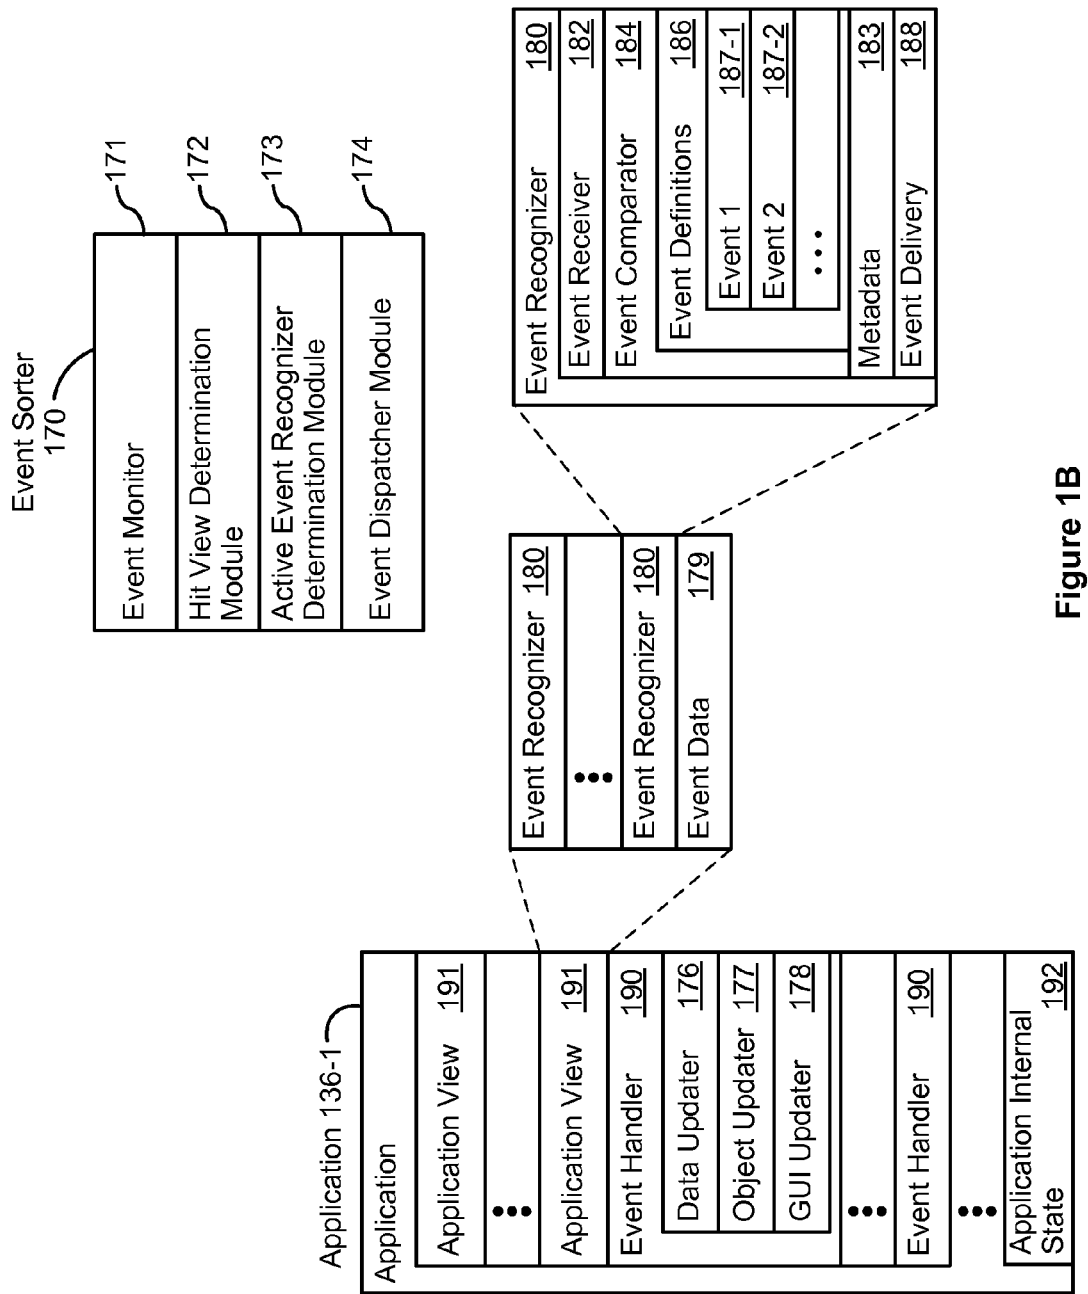 Event Sorter
170
Event Monitor
171
Hit View Determination
Module
172
Active Event Recognizer
Determination Module
173
Event Dispatcher Module
174
Application 136-1
Application
Application View 191
•••
Application View 191
Event Handler 190
Data Updater 176
Object Updater 177
GUI Updater 178
•••
Event Handler 190
•••
Application Internal
State 192
Event Recognizer 180
•••
Event Recognizer 180
Event Data 179
Event Recognizer 180
Event Receiver 182
Event Comparator 184
Event Definitions 186
Event 1 187-1
Event 2 187-2
•••
Metadata 183
Event Delivery 188
Figure 1B